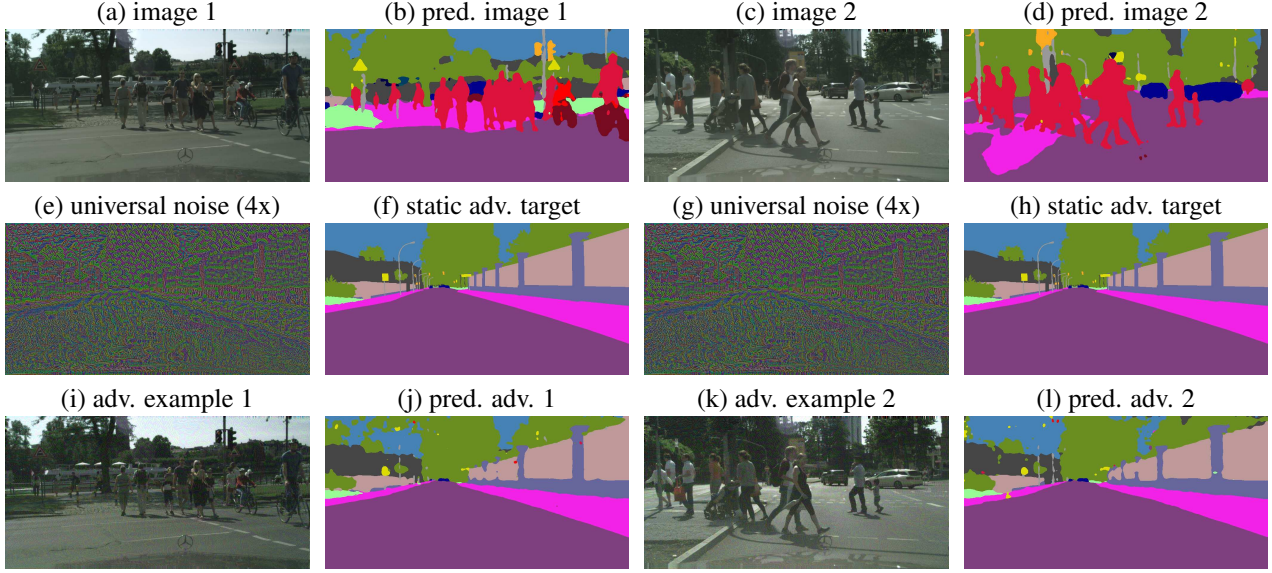 (a) image 1
(b) pred. image 1
(c) image 2
(d) pred. image 2
(e) universal noise (4x)
(f) static adv. target
(g) universal noise (4x)
(h) static adv. target
(i) adv. example 1
(j) pred. adv. 1
(k) adv. example 2
(l) pred. adv. 2